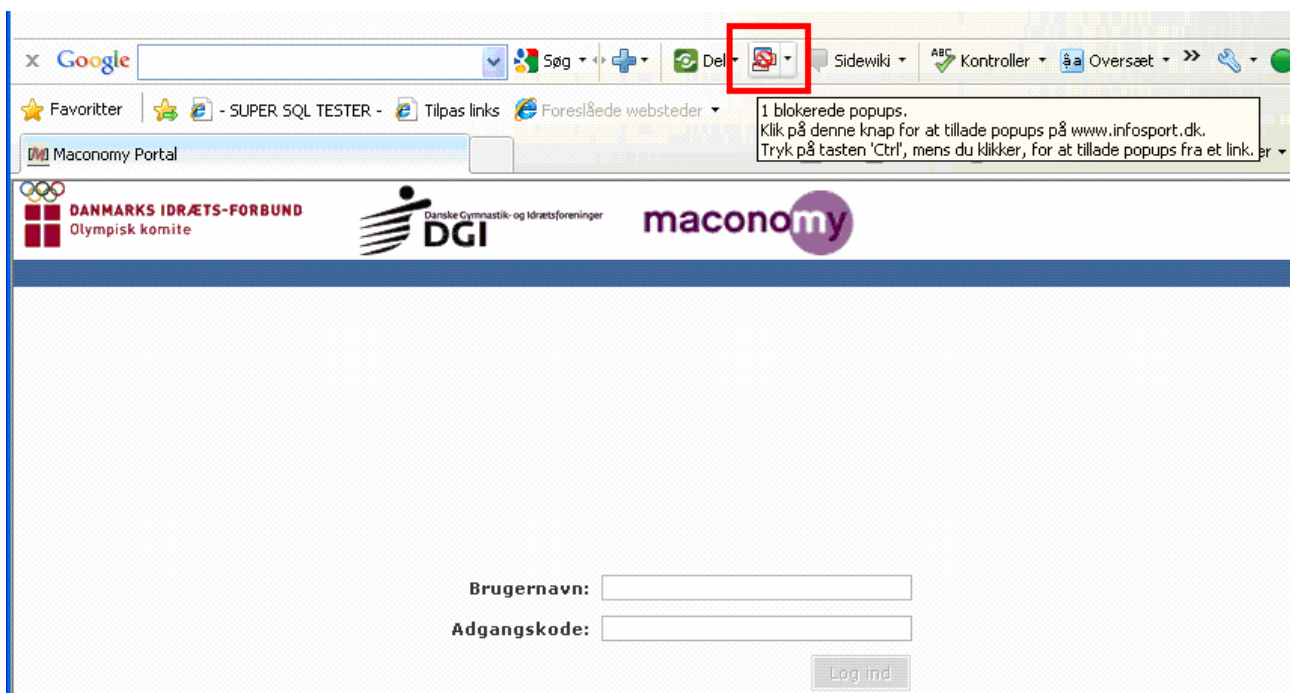 x Google Søg Del Sidewiki ABC Kontroller åa Oversæt »
Favoritter - SUPER SQL TESTER - Tilpas links Foreslåede websteder
1 blokerede popups.
Klik på denne knap for at tillade popups på www.infosport.dk.
Tryk på tasten 'Ctrl', mens du klikker, for at tillade popups fra et link.
Maconomy Portal er
DANMARKS IDRÆTS-FORBUND
Olympisk komite
Danske Gymnastik- og Idrætsforeninger
DGI
maconomy
Brugernavn:
Adgangskode:
Log ind